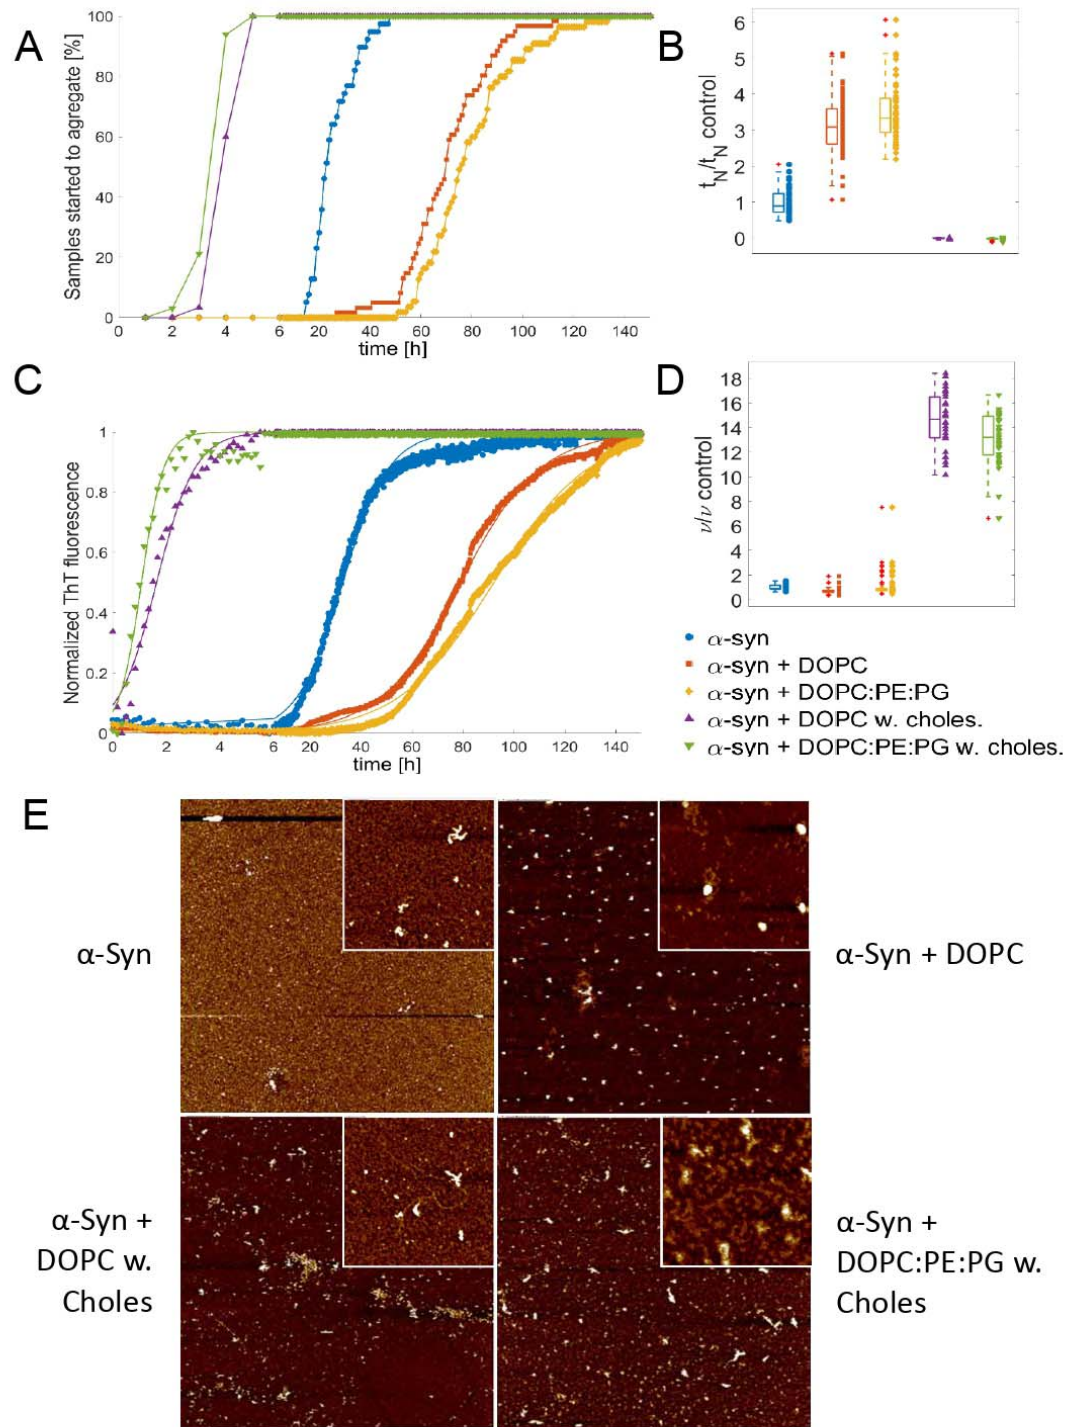 A
Samples started to agregate [%]
100
80
60
40
20
0
0 2 4 6 20 40 60 80 100 120 140
time [h]
B
t_N/t_N control
6
5
4
3
2
1
0
C
Normalized ThT fluorescence
1
0.8
0.6
0.4
0.2
0
0 2 4 6 20 40 60 80 100 120 140
time [h]
D
ν/ν control
18
16
14
12
10
8
6
4
2
0
α-syn
α-syn + DOPC
α-syn + DOPC:PE:PG
α-syn + DOPC w. choles.
α-syn + DOPC:PE:PG w. choles.
E
α-Syn
α-Syn + DOPC
α-Syn +
DOPC w.
Choles
α-Syn +
DOPC:PE:PG w.
Choles